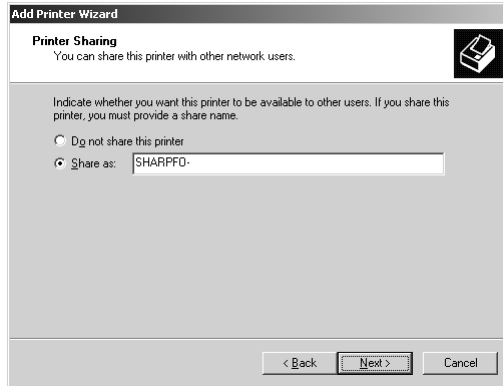 Add Printer Wizard
Printer Sharing
You can share this printer with other network users.
Indicate whether you want this printer to be available to other users. If you share this
printer, you must provide a share name.
Do not share this printer
Share as: SHARPFO-
< Back Next > Cancel